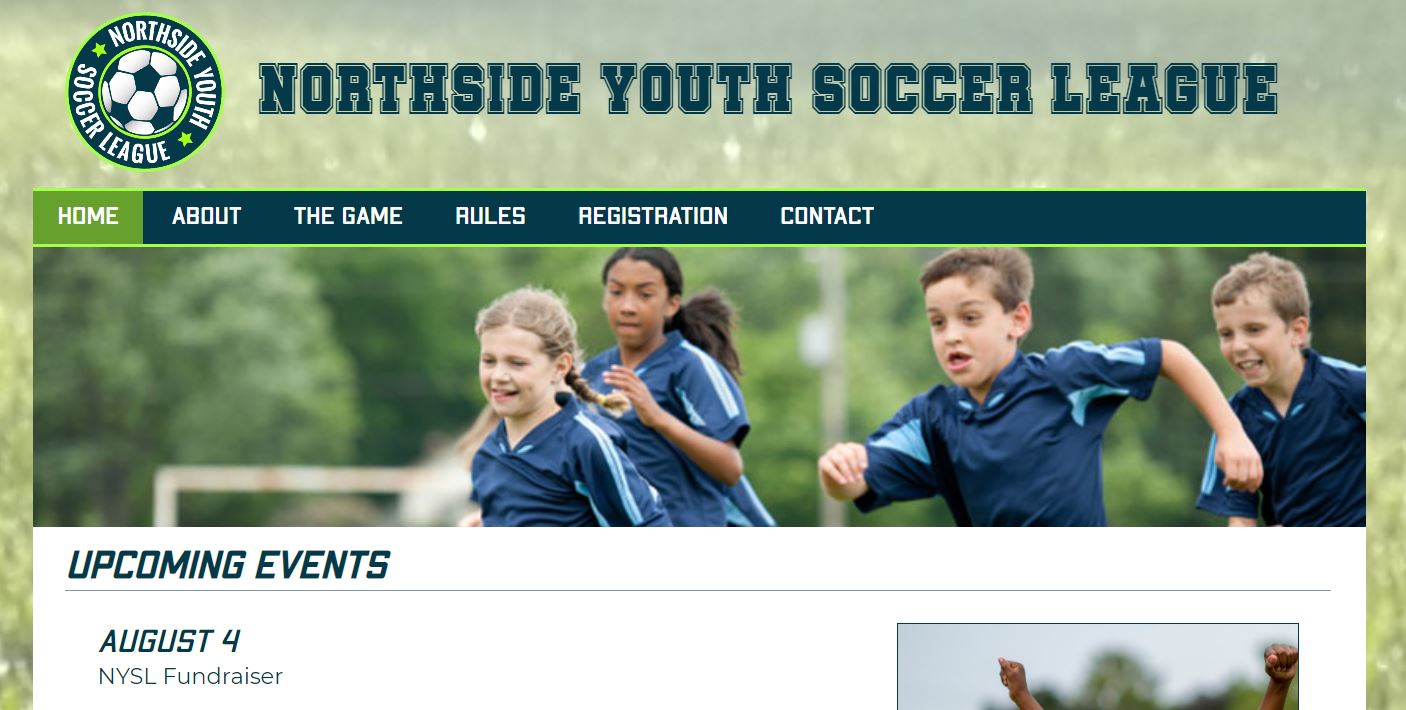 NORTHSIDE YOUTH
SOCCER LEAGUE
NORTHSIDE YOUTH SOCCER LEAGUE
HOME ABOUT THE GAME RULES REGISTRATION CONTACT
UPCOMING EVENTS
AUGUST 4
NYSL Fundraiser